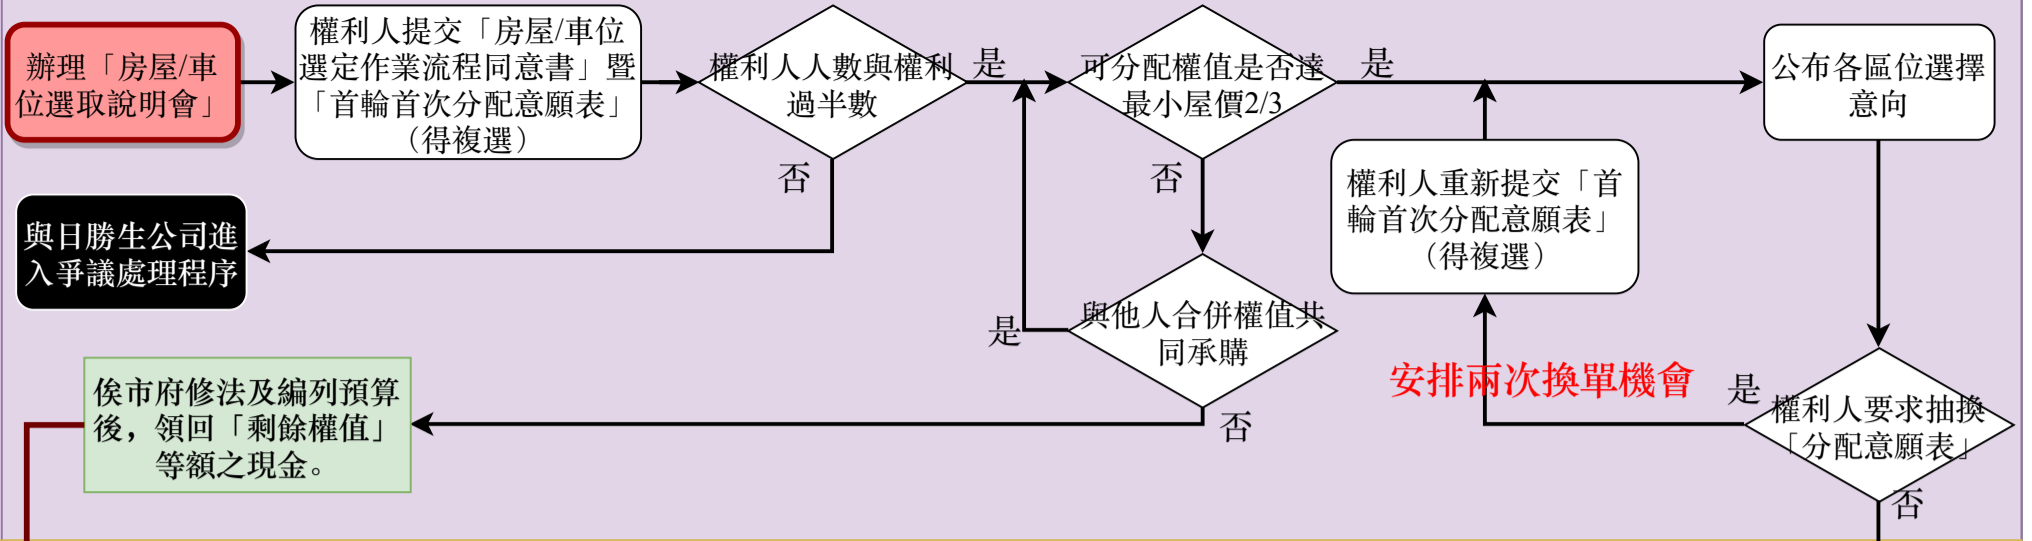 辦理「房屋/車
位選取說明會」
權利人提交「房屋/車位
選定作業流程同意書」暨
「首輪首次分配意願表」
（得複選）
權利人人數與權利
過半數
是
否
可分配權值是否達
最小屋價2/3
是
否
公布各區位選擇
意向
與日勝生公司進
入爭議處理程序
權利人重新提交「首
輪首次分配意願表」
（得複選）
與他人合併權值共
同承購
是
否
安排兩次換單機會
權利人要求抽換
「分配意願表」
是
否
俟市府修法及編列預算
後，領回「剩餘權值」
等額之現金。